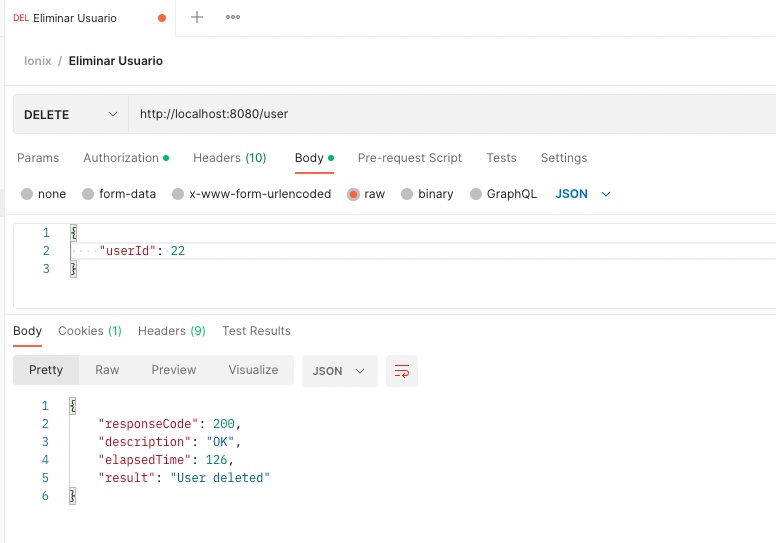 DEL Eliminar Usuario
Ionix / Eliminar Usuario
DELETE http://localhost:8080/user
Params Authorization Headers (10) Body Pre-request Script Tests Settings
none form-data x-www-form-urlencoded raw binary GraphQL JSON
1 {
2 "userId": 22
3 }
Body Cookies (1) Headers (9) Test Results
Pretty Raw Preview Visualize JSON
1 {
2 "responseCode": 200,
3 "description": "OK",
4 "elapsedTime": 126,
5 "result": "User deleted"
6 }